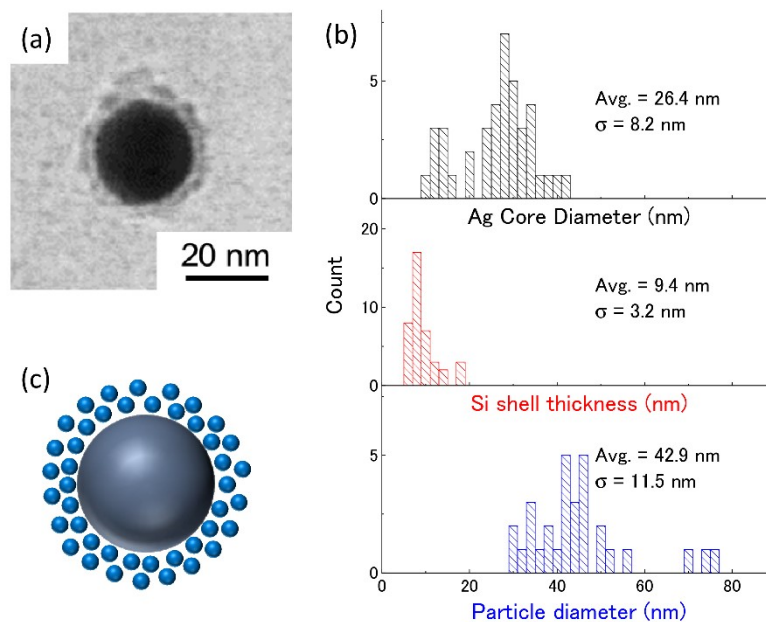 (a)
20 nm
(b)
Count
5
0
Avg. = 26.4 nm
σ = 8.2 nm
Ag Core Diameter (nm)
20
10
0
Avg. = 9.4 nm
σ = 3.2 nm
Si shell thickness (nm)
5
0
Avg. = 42.9 nm
σ = 11.5 nm
0 20 40 60 80
Particle diameter (nm)
(c)